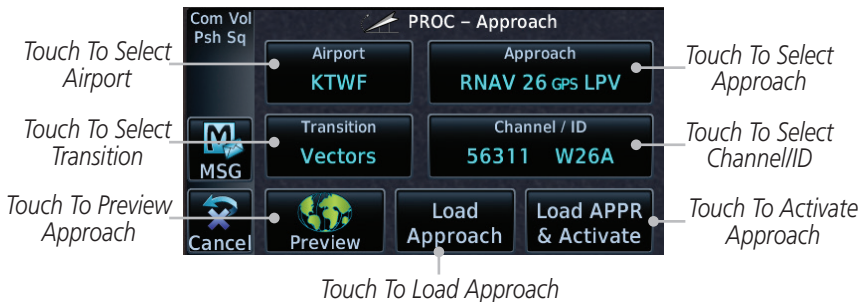 Com Vol
Psh Sq
PROC – Approach
Touch To Select
Airport
Airport
KTWF
Approach
RNAV 26 GPS LPV
Touch To Select
Approach
Touch To Select
Transition
MSG
Transition
Vectors
Channel / ID
56311 W26A
Touch To Select
Channel/ID
Touch To Preview
Approach
Cancel
Preview
Load
Approach
Load APPR
& Activate
Touch To Activate
Approach
Touch To Load Approach